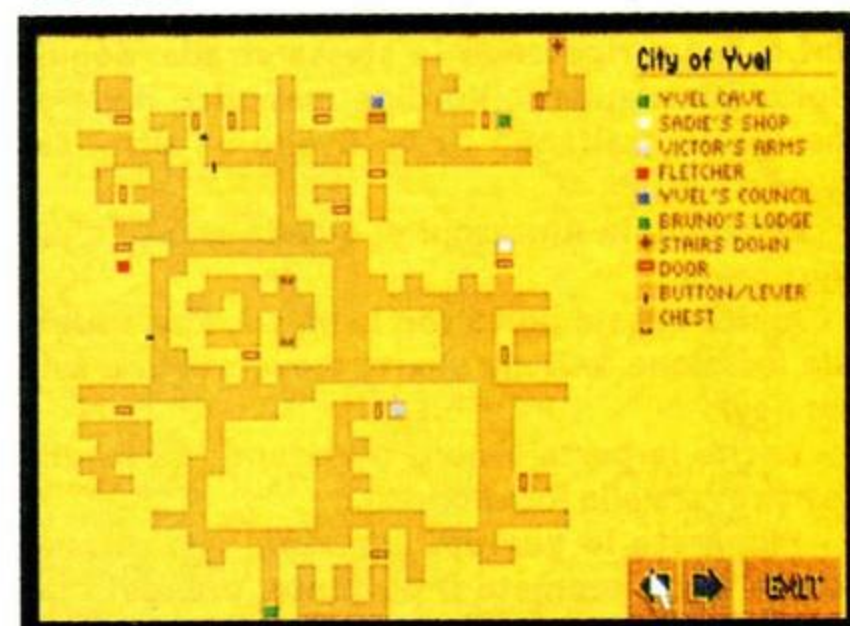 City of Yvel
YVEL CAVE
SADIE'S SHOP
VICTOR'S ARMS
FLETCHER
YVEL'S COUNCIL
BRUNO'S LODGE
STAIRS DOWN
DOOR
BUTTON/LEVER
CHEST
EXIT